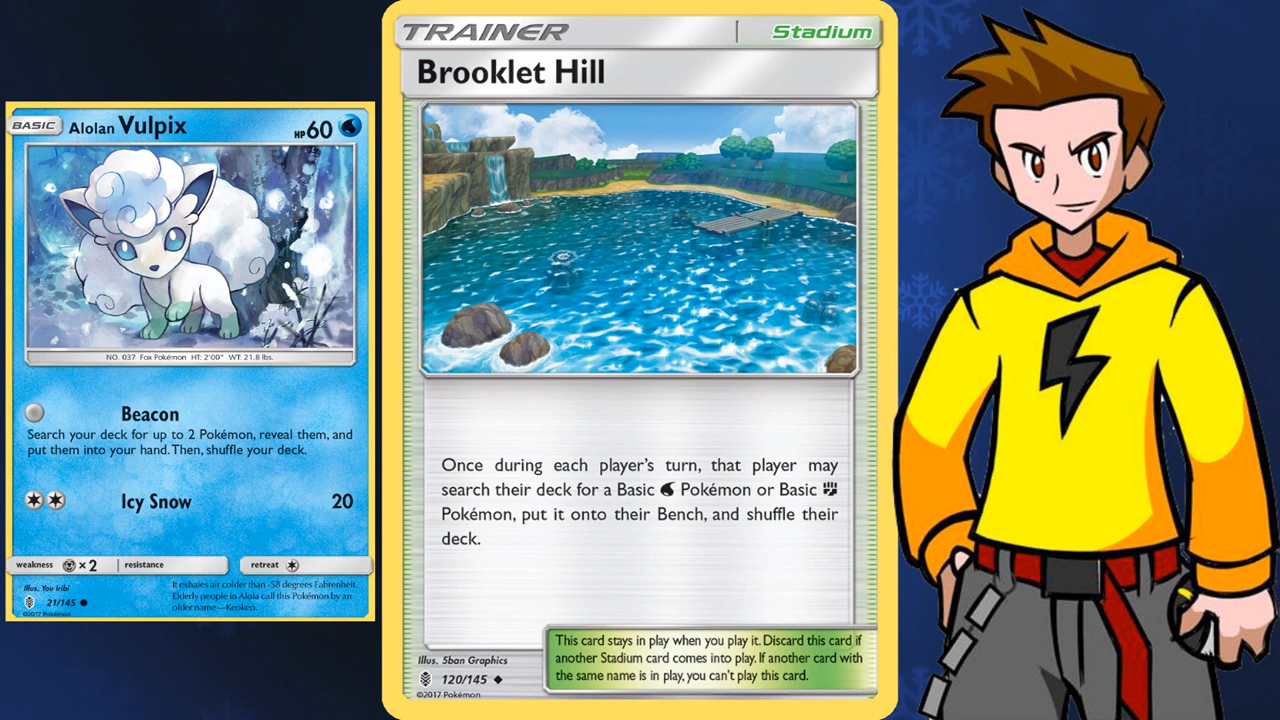 BASIC Alolan Vulpix HP 60
NO. 037 Fox Pokémon HT: 2'00" WT: 21.8 lbs.
Beacon
Search your deck for up to 2 Pokémon, reveal them, and
put them into your hand. Then, shuffle your deck.
Icy Snow 20
weakness × 2 resistance retreat
Illus. You Iribi
21/145
©2017 Pokémon
It exhales air colder than -58 degrees Fahrenheit.
Elderly people in Alola call this Pokémon by an
older name—Keokeo.
TRAINER Stadium
Brooklet Hill
Once during each player's turn, that player may
search their deck for a Basic Pokémon or Basic
Pokémon, put it onto their Bench, and shuffle their
deck.
This card stays in play when you play it. Discard this card if
another Stadium card comes into play. If another card with
the same name is in play, you can't play this card.
Illus. 5ban Graphics
120/145
©2017 Pokémon